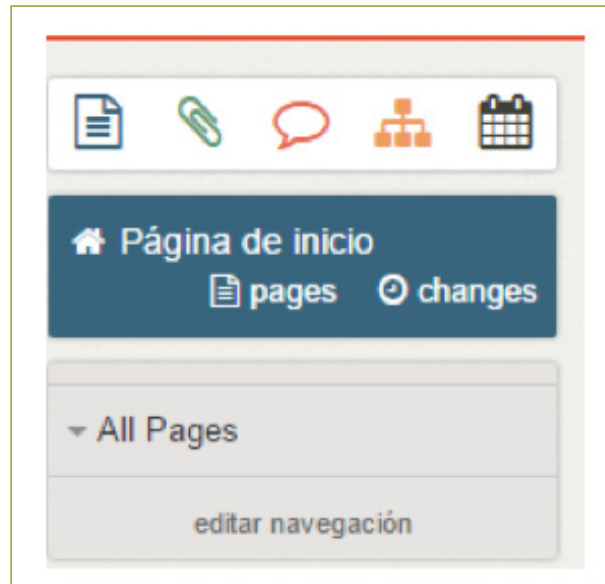 Página de inicio
pages changes
All Pages
editar navegación